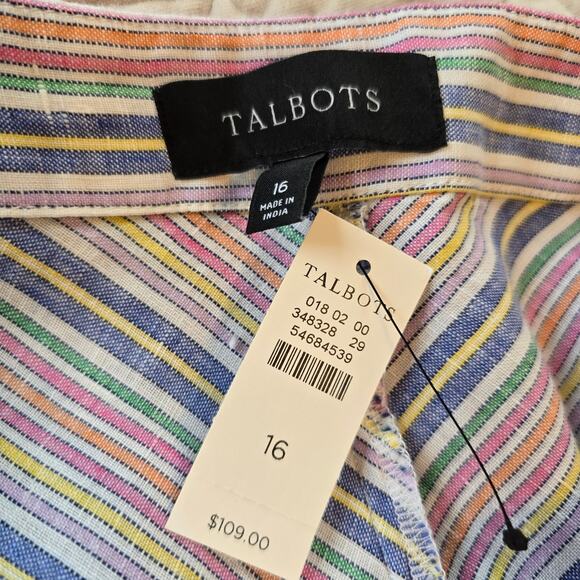 TALBOTS
16
MADE IN
INDIA
TALBOTS
018 02 00
348328 29
54684539
16
$109.00